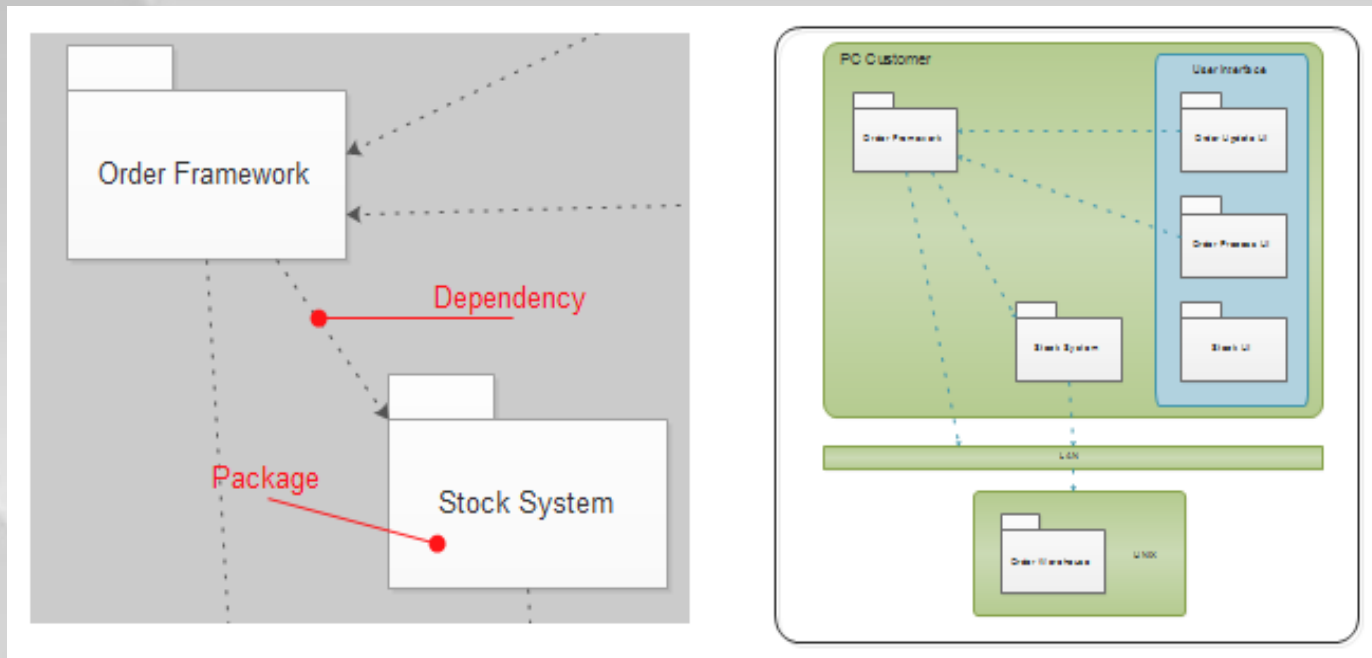 Order Framework
Dependency
Package
Stock System
PC Customer
User Interface
Order Framework
Order Update UI
Order Process UI
Stock System
Stock UI
LAN
Order Warehouse
UNIX